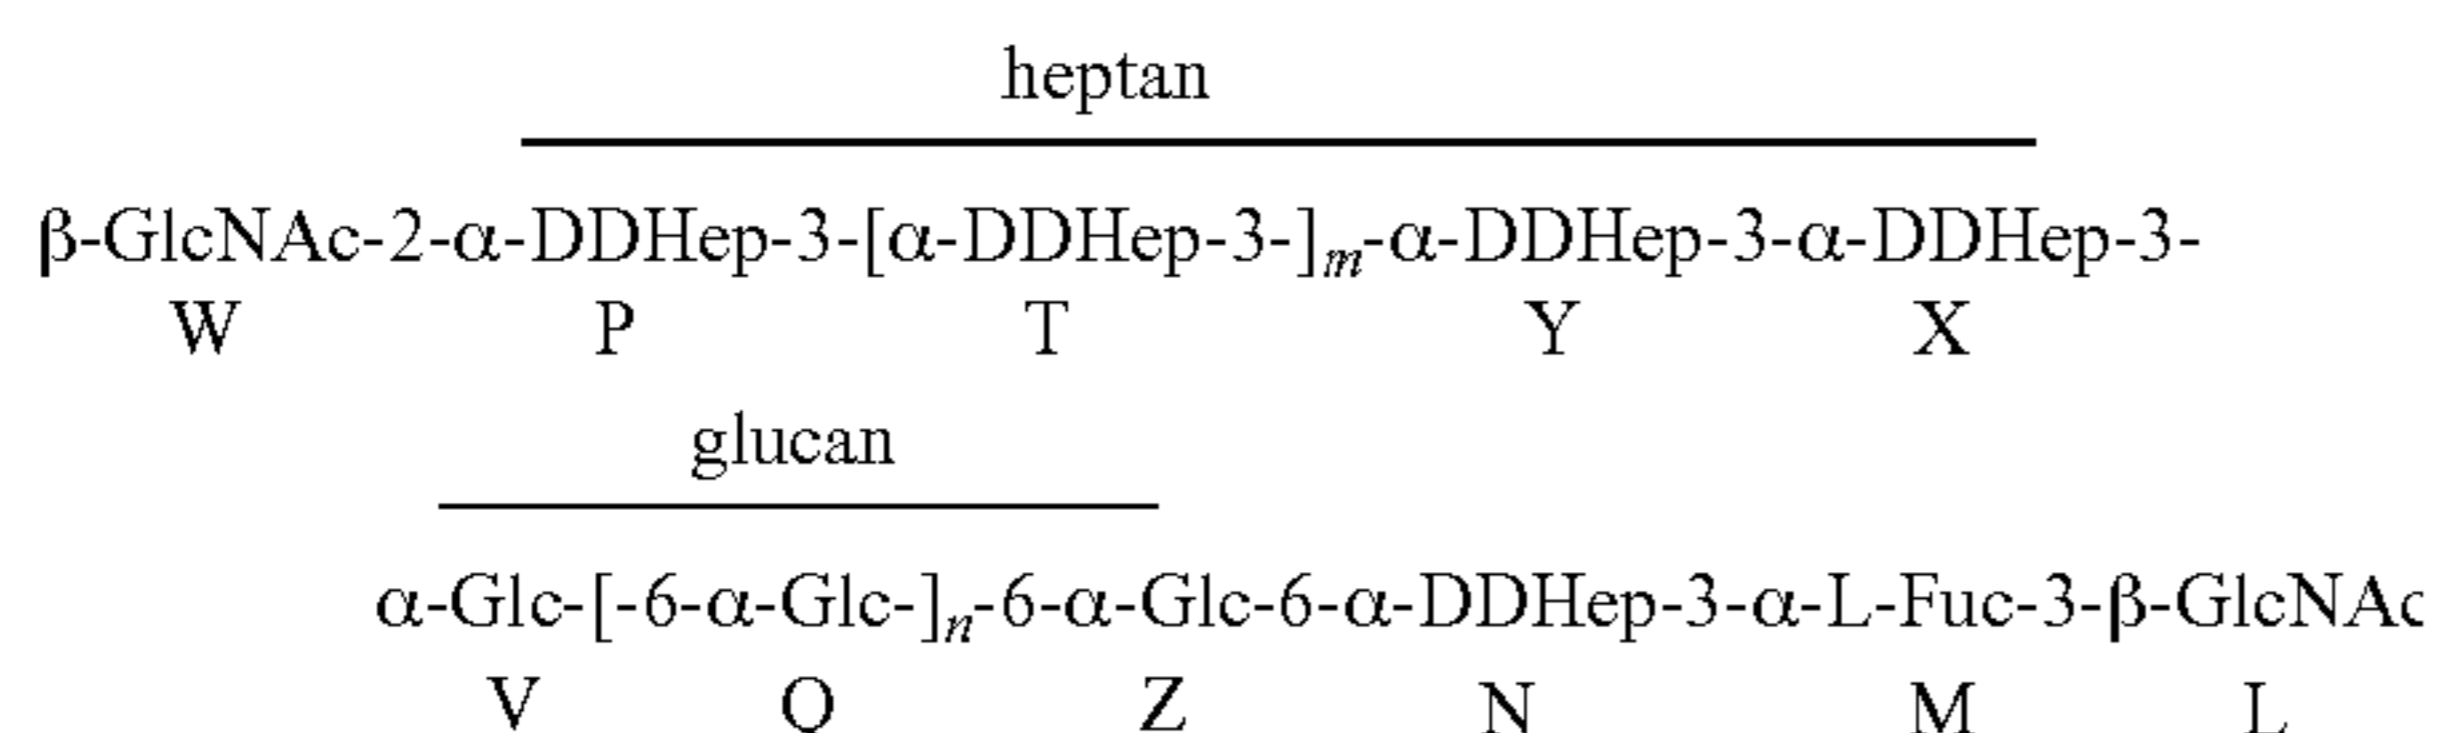 heptan
β-GlcNAc-2-α-DDHep-3-[α-DDHep-3-]m-α-DDHep-3-α-DDHep-3-
W P T Y X
glucan
α-Glc-[-6-α-Glc-]n-6-α-Glc-6-α-DDHep-3-α-L-Fuc-3-β-GlcNAc
V Q Z N M L